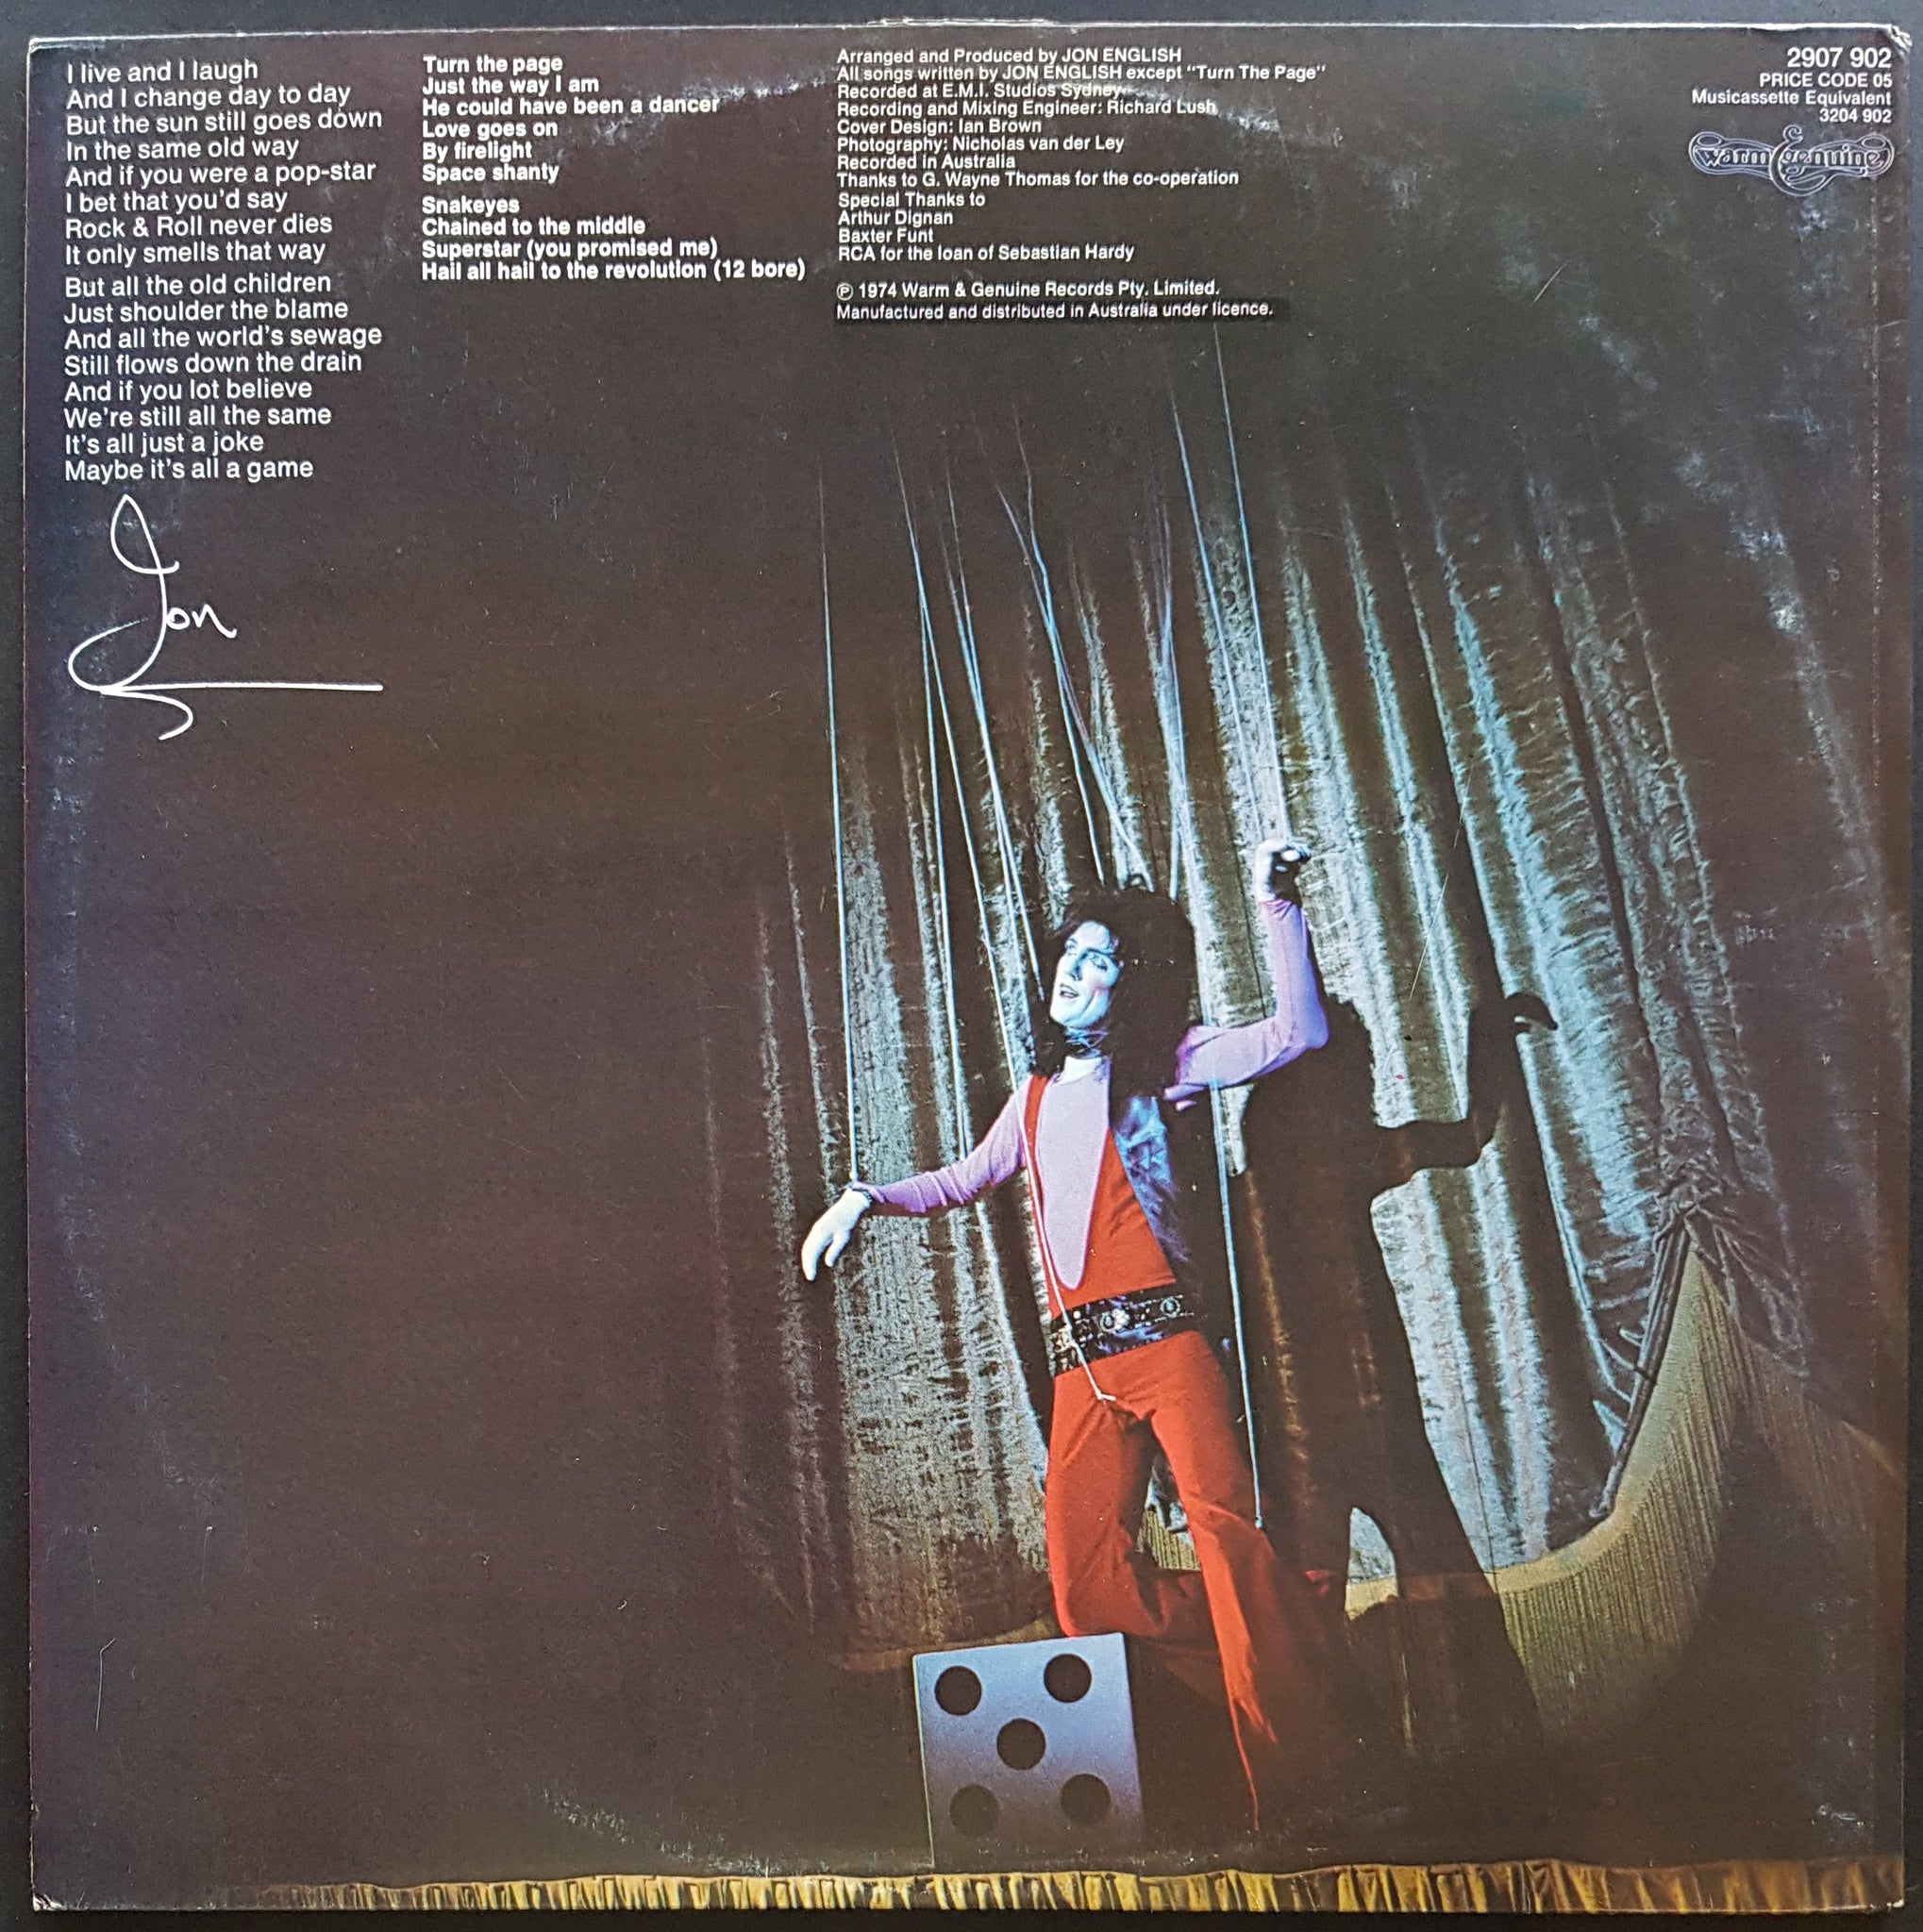 I live and I laugh
And I change day to day
But the sun still goes down
In the same old way
And if you were a pop-star
I bet that you'd say
Rock & Roll never dies
It only smells that way
But all the old children
Just shoulder the blame
And all the world's sewage
Still flows down the drain
And if you lot believe
We're still all the same
It's all just a joke
Maybe it's all a game
Jon
Turn the page
Just the way I am
He could have been a dancer
Love goes on
By firelight
Space shanty
Snakeyes
Chained to the middle
Superstar (you promised me)
Hail all hail to the revolution (12 bore)
Arranged and Produced by JON ENGLISH
All songs written by JON ENGLISH except "Turn The Page"
Recorded at E.M.I. Studios Sydney
Recording and Mixing Engineer: Richard Lush
Cover Design: Ian Brown
Photography: Nicholas van der Ley
Recorded in Australia
Thanks to G. Wayne Thomas for the co-operation
Special Thanks to
Arthur Dignan
Baxter Funt
RCA for the loan of Sebastian Hardy
Ⓟ 1974 Warm & Genuine Records Pty. Limited.
Manufactured and distributed in Australia under licence.
2907 902
PRICE CODE 05
Musicassette Equivalent
3204 902
warm & genuine